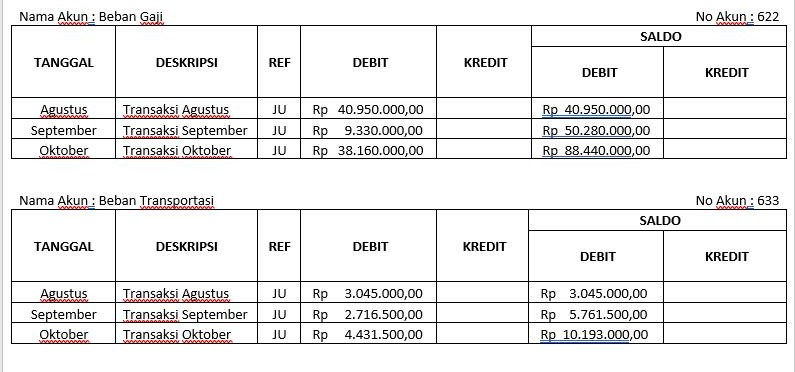 Nama Akun : Beban Gaji No Akun : 622
TANGGAL DESKRIPSI REF DEBIT KREDIT SALDO
DEBIT KREDIT
Agustus Transaksi Agustus JU Rp 40.950.000,00 Rp 40.950.000,00
September Transaksi September JU Rp 9.330.000,00 Rp 50.280.000,00
Oktober Transaksi Oktober JU Rp 38.160.000,00 Rp 88.440.000,00
Nama Akun : Beban Transportasi No Akun : 633
TANGGAL DESKRIPSI REF DEBIT KREDIT SALDO
DEBIT KREDIT
Agustus Transaksi Agustus JU Rp 3.045.000,00 Rp 3.045.000,00
September Transaksi September JU Rp 2.716.500,00 Rp 5.761.500,00
Oktober Transaksi Oktober JU Rp 4.431.500,00 Rp 10.193.000,00